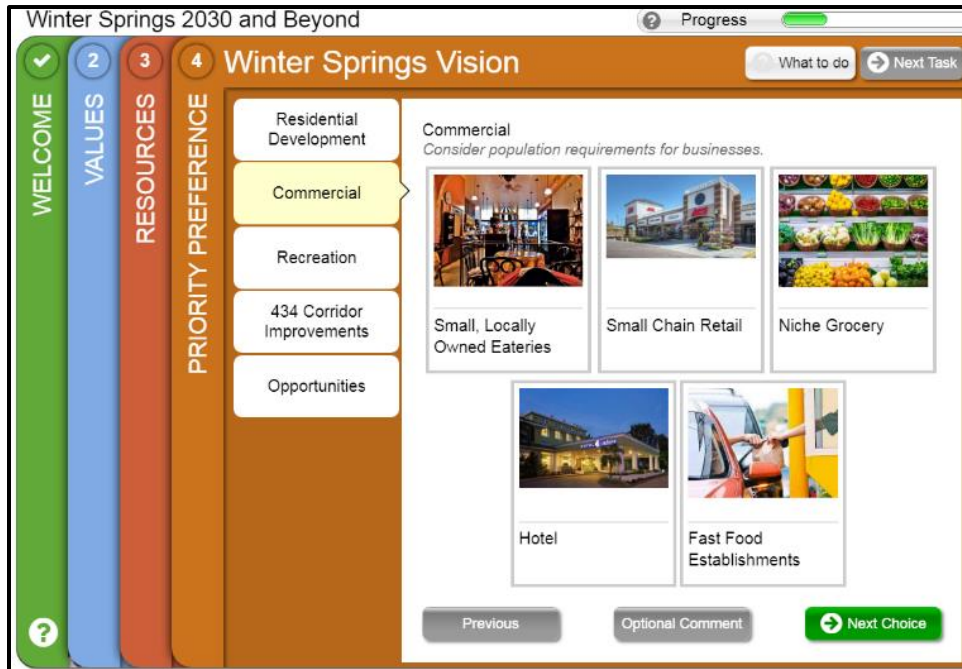 Winter Springs 2030 and Beyond
Progress
WELCOME
2
VALUES
3
RESOURCES
4
PRIORITY PREFERENCE
Winter Springs Vision
What to do
Next Task
Residential
Development
Commercial
Recreation
434 Corridor
Improvements
Opportunities
Commercial
Consider population requirements for businesses.
Small, Locally
Owned Eateries
Small Chain Retail
Niche Grocery
Hotel
Fast Food
Establishments
Previous
Optional Comment
Next Choice